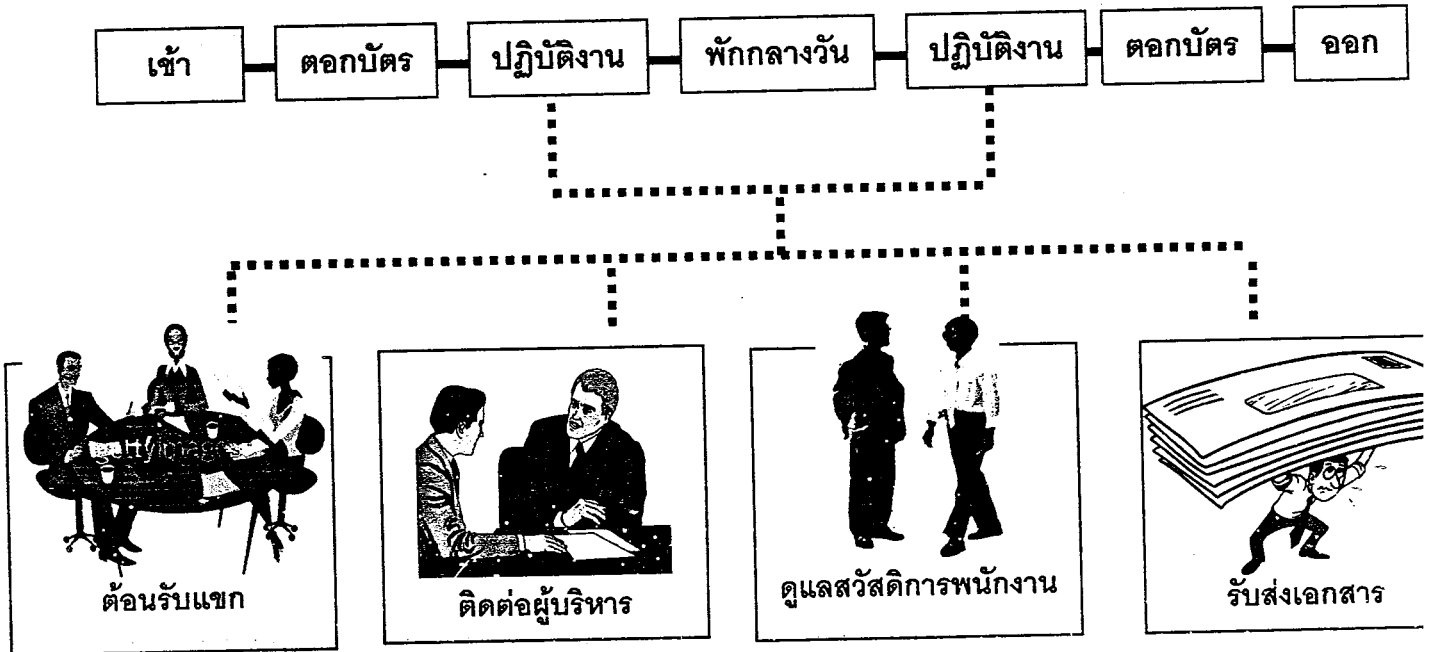 เข้า
ตอกบัตร
ปฏิบัติงาน
พักกลางวัน
ปฏิบัติงาน
ตอกบัตร
ออก
gettyimages
ต้อนรับแขก
ติดต่อผู้บริหาร
ดูแลสวัสดิการพนักงาน
รับส่งเอกสาร